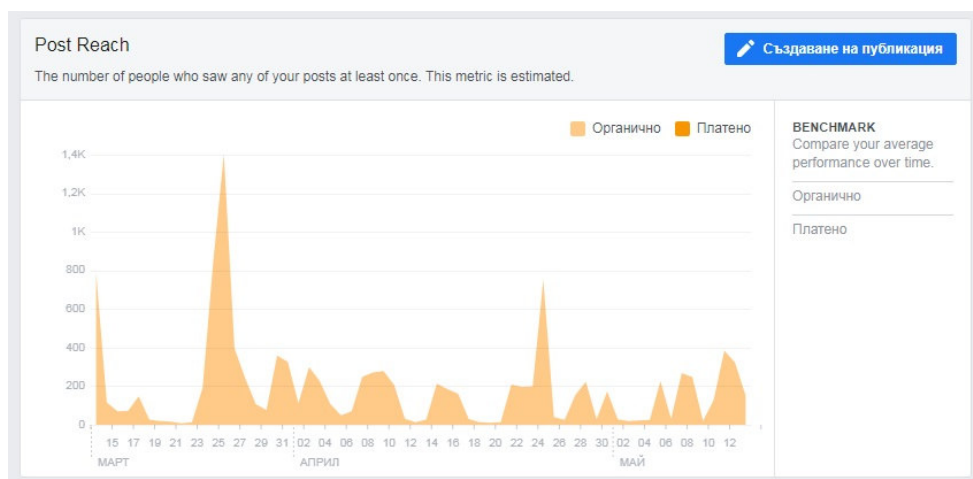 Post Reach
Създаване на публикация
The number of people who saw any of your posts at least once. This metric is estimated.
Органично Платено
BENCHMARK
Compare your average
performance over time.
Органично
Платено
1,4K
1,2K
1K
800
600
400
200
0
15 17 19 21 23 25 27 29 31 02 04 06 08 10 12 14 16 18 20 22 24 26 28 30 02 04 06 08 10 12
МАРТ АПРИЛ МАЙ